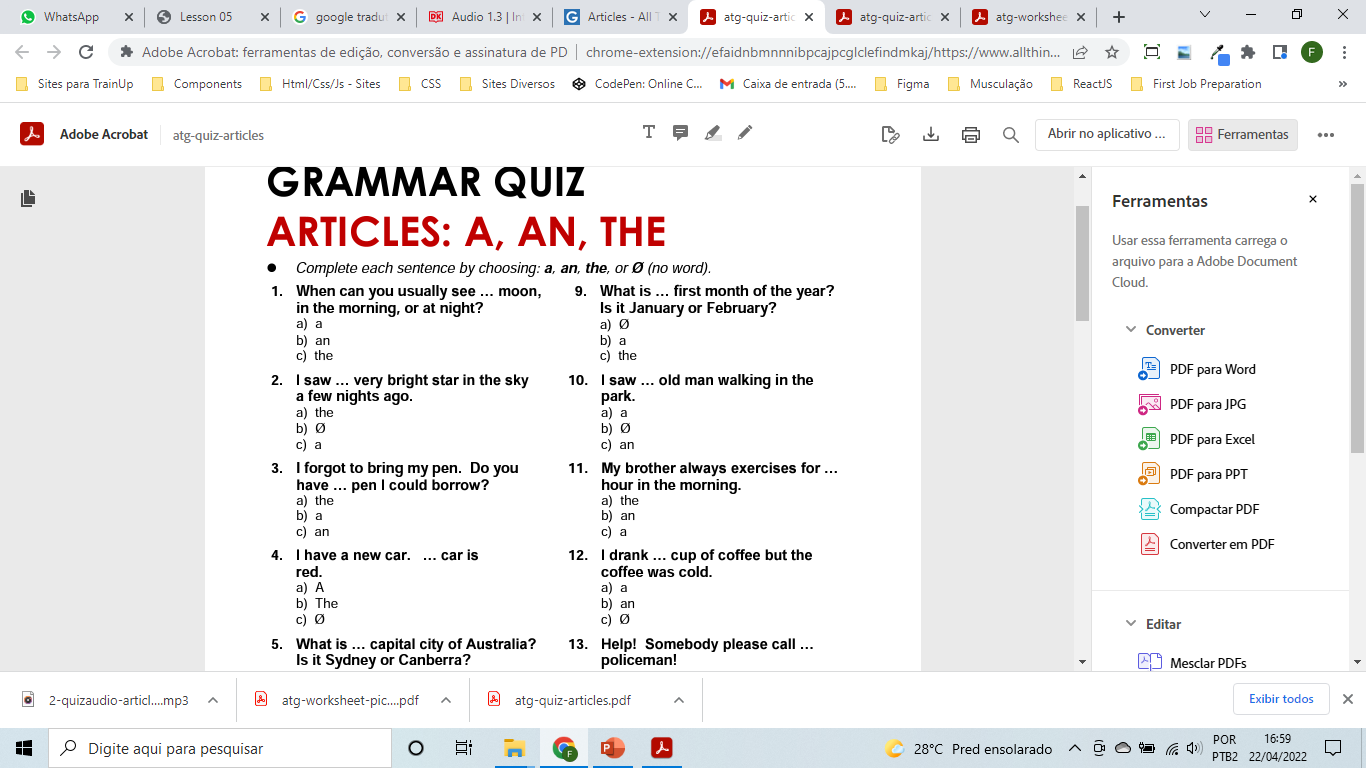 WhatsApp
Lesson 05
google tradut
Audio 1.3 | In
Articles - All T
atg-quiz-artic
atg-quiz-artic
atg-workshee
Adobe Acrobat: ferramentas de edição, conversão e assinatura de PD | chrome-extension://efaidnbmnnnibpcajpcglclefindmkaj/https://www.allthin...
Sites para TrainUp
Components
Html/Css/Js - Sites
CSS
Sites Diversos
CodePen: Online C...
Caixa de entrada (5....
Figma
Musculação
ReactJS
First Job Preparation
»
Adobe Acrobat
atg-quiz-articles
Abrir no aplicativo ...
Ferramentas
GRAMMAR QUIZ
ARTICLES: A, AN, THE
● Complete each sentence by choosing: a, an, the, or Ø (no word).
1. When can you usually see … moon,
in the morning, or at night?
a) a
b) an
c) the
2. I saw … very bright star in the sky
a few nights ago.
a) the
b) Ø
c) a
3. I forgot to bring my pen. Do you
have … pen I could borrow?
a) the
b) a
c) an
4. I have a new car. … car is
red.
a) A
b) The
c) Ø
5. What is … capital city of Australia?
Is it Sydney or Canberra?
9. What is … first month of the year?
Is it January or February?
a) Ø
b) a
c) the
10. I saw … old man walking in the
park.
a) a
b) Ø
c) an
11. My brother always exercises for …
hour in the morning.
a) the
b) an
c) a
12. I drank … cup of coffee but the
coffee was cold.
a) a
b) an
c) Ø
13. Help! Somebody please call …
policeman!
Ferramentas
Usar essa ferramenta carrega o
arquivo para a Adobe Document
Cloud.
Converter
PDF para Word
PDF para JPG
PDF para Excel
PDF para PPT
Compactar PDF
Converter em PDF
Editar
Mesclar PDFs
2-quizaudio-articl....mp3
atg-worksheet-pic....pdf
atg-quiz-articles.pdf
Exibir todos
Digite aqui para pesquisar
28°C Pred ensolarado
POR
PTB2
16:59
22/04/2022